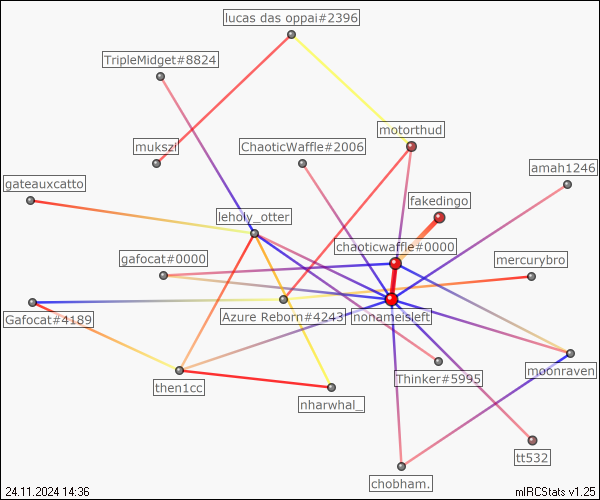 lucas das oppai#2396
TripleMidget#8824
motorthud
mukszi
ChaoticWaffle#2006
amah1246
gateauxcatto
fakedingo
leholy_otter
chaoticwaffle#0000
gafocat#0000
mercurybro
Gafocat#4189
Azure Reborn#4243
nonameisleft
moonraven
Thinker#5995
then1cc
nharwhal_
tt532
chobham.
24.11.2024 14:36
mIRCStats v1.25